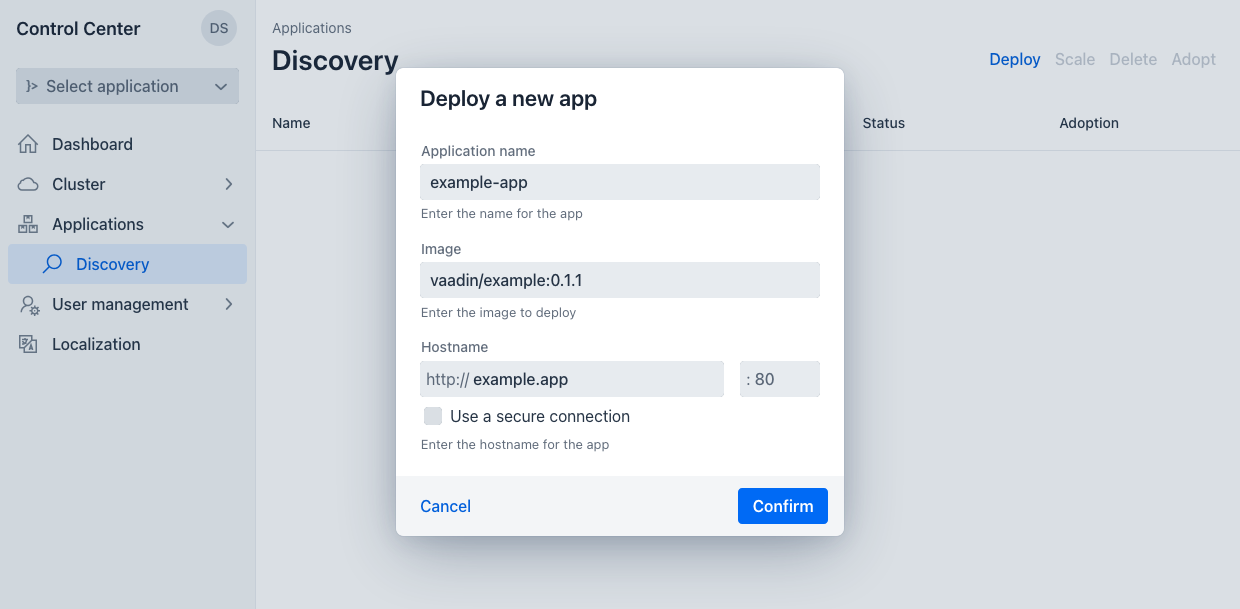 Control Center
DS
Select application
Dashboard
Cluster
Applications
Discovery
User management
Localization
Applications
Discovery
Deploy Scale Delete Adopt
Name Status Adoption
Deploy a new app
Application name
example-app
Enter the name for the app
Image
vaadin/example:0.1.1
Enter the image to deploy
Hostname
http:// example.app : 80
Use a secure connection
Enter the hostname for the app
Cancel Confirm